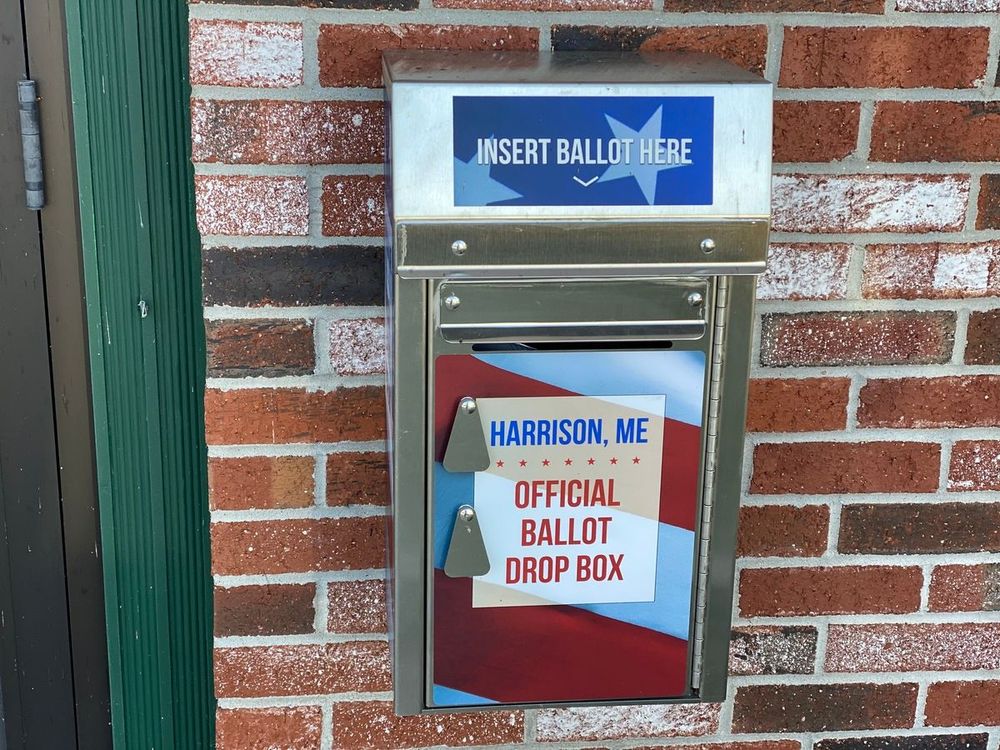 INSERT BALLOT HERE
HARRISON, ME
OFFICIAL
BALLOT
DROP BOX